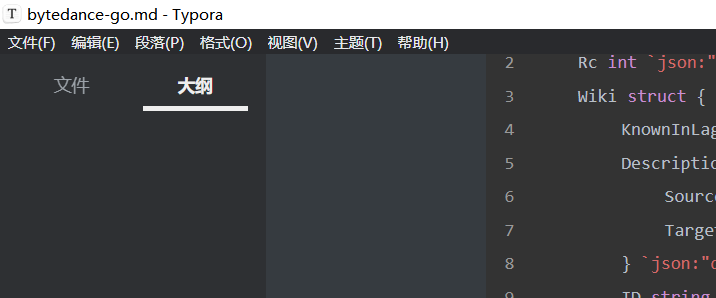 T bytedance-go.md - Typora
文件(F) 编辑(E) 段落(P) 格式(O) 视图(V) 主题(T) 帮助(H)
文件 大纲
2 Rc int `json:"
3 Wiki struct {
4 KnownInLag
5 Descriptio
6 Source
7 Target
8 } `json:"
9 ID string